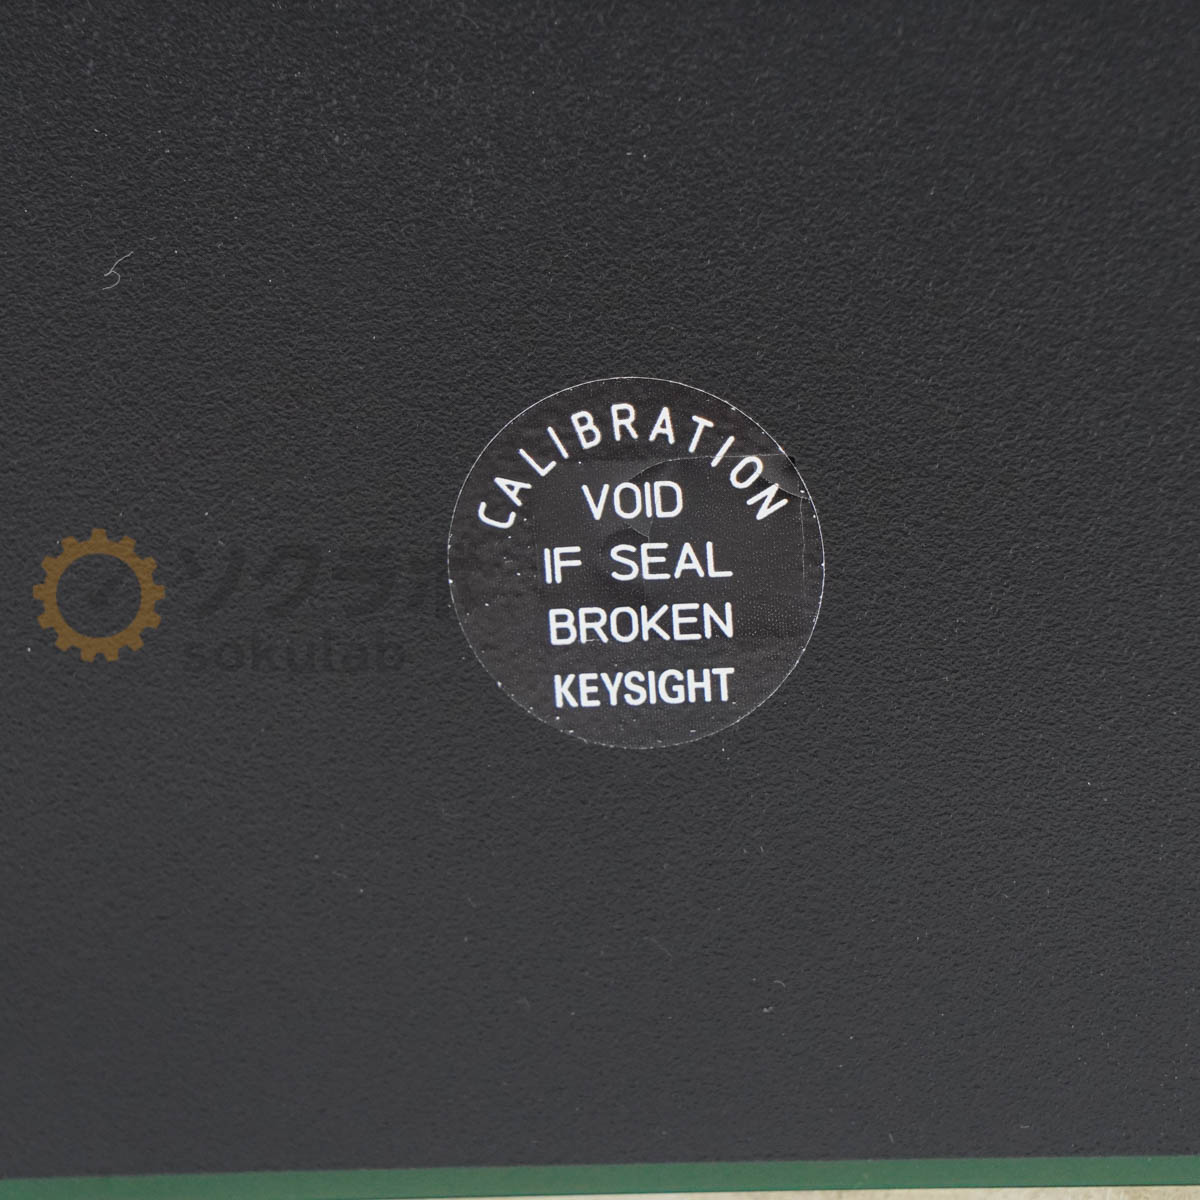 CALIBRATION
VOID
IF SEAL
BROKEN
KEYSIGHT
ソクラボ
sokulab